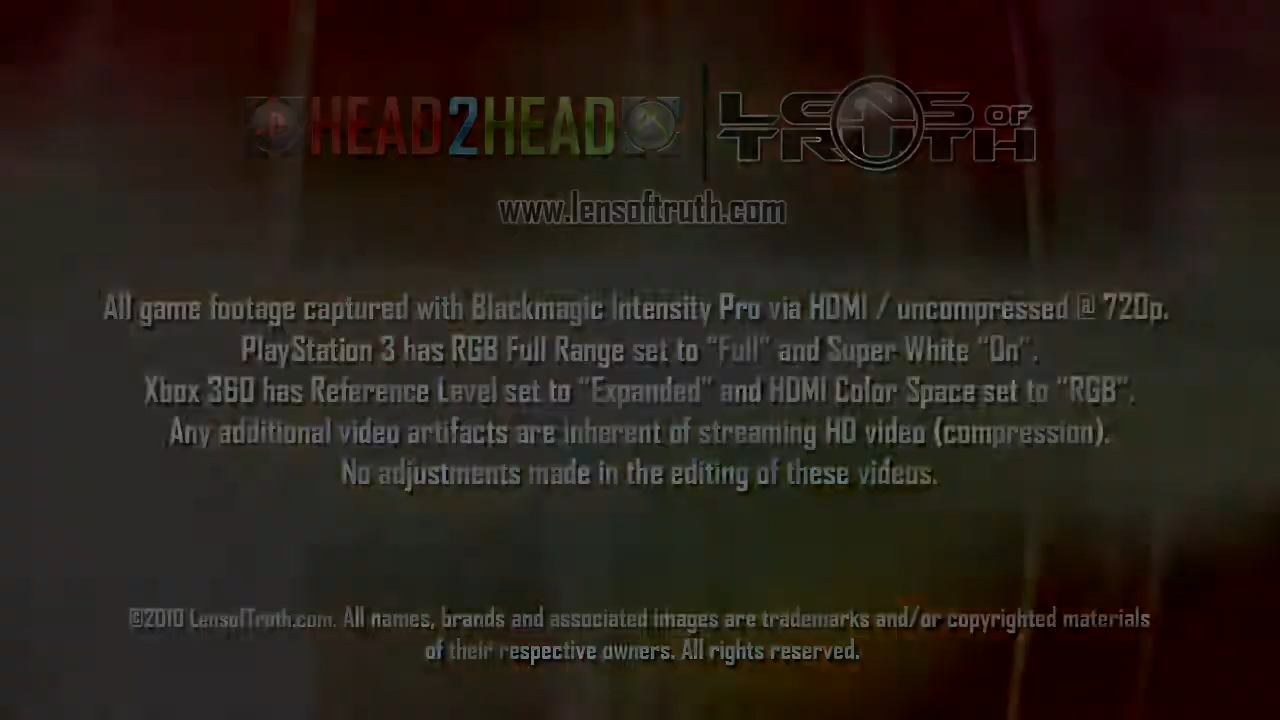 HEAD2HEAD LENS OF TRUTH
www.lensoftruth.com
All game footage captured with Blackmagic Intensity Pro via HDMI / uncompressed @ 720p.
PlayStation 3 has RGB Full Range set to "Full" and Super White "On".
Xbox 360 has Reference Level set to "Expanded" and HDMI Color Space set to "RGB".
Any additional video artifacts are inherent of streaming HD video (compression).
No adjustments made in the editing of these videos.
©2010 LensofTruth.com. All names, brands and associated images are trademarks and/or copyrighted materials
of their respective owners. All rights reserved.